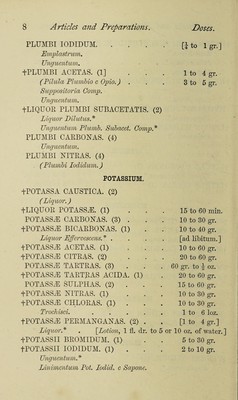 8 Articles and Preparations. Doses.
PLUMBI IODIDUM. . . . . [¼ to 1 gr.]
Emplastrum.
Unguentum.
†PLUMBI ACETAS. (1) . . . . 1 to 4 gr.
(Pilula Plumbic Opio.) . . . . 3 to 5 gr.
Suppositoria Comp.
Unguentum.
†LIQUOR PLUMBI SUBACETATIS. (2)
Liquor Dilutus.*
Unguentum Plumb. Subacet. Comp.*
PLUMBI CARBONAS. (4)
Unguentum.
PLUMBI NITRAS. (4)
(Plumbi Iodidum.)
POTASSIUM.
†POTASSA CAUSTICA. (2)
(Liquor.)
†LIQUOR POTASSÆ. (1) . . . 15 to 60 min.
POTASSÆ CARBONAS. (3) . . . 10 to 30 gr.
†POTASSÆ BICARBONAS. (1) . . 10 to 40 gr.
Liquor Effervescens.* . . . . [ad libitum.]
†POTASSÆ ACETAS. (1) . . . 10 to 60 gr.
†POTASSÆ CITRAS. (2) . . . 20 to 60 gr.
POTASSÆ TARTRAS. (3) . . . 60 gr. to ½ oz.
†POTASSÆ TARTRAS ACIDA. (1) . 20 to 60 gr.
POTASSÆ SULPHAS. (2) . . . 15 to 60 gr.
†POTASSÆ NITRAS. (1) . . . 10 to 30 gr.
†POTASSÆ CHLORAS. (1) . . . 10 to 30 gr.
Trochisci. . . . . . 1 to 6 loz.
†POTASSÆ PERMANGANAS. (2) . . [1 to 4 gr.]
Liquor.* . [Lotion, 1 fl. dr. to 5 or 10 oz. of water.]
†POTASSII BROMIDUM. (1) . . 5 to 30 gr.
†POTASSII IODIDUM. (1) . . . 2 to 10 gr.
Unguentum.*
Linimentum Pot. Iodid. c Sapone.